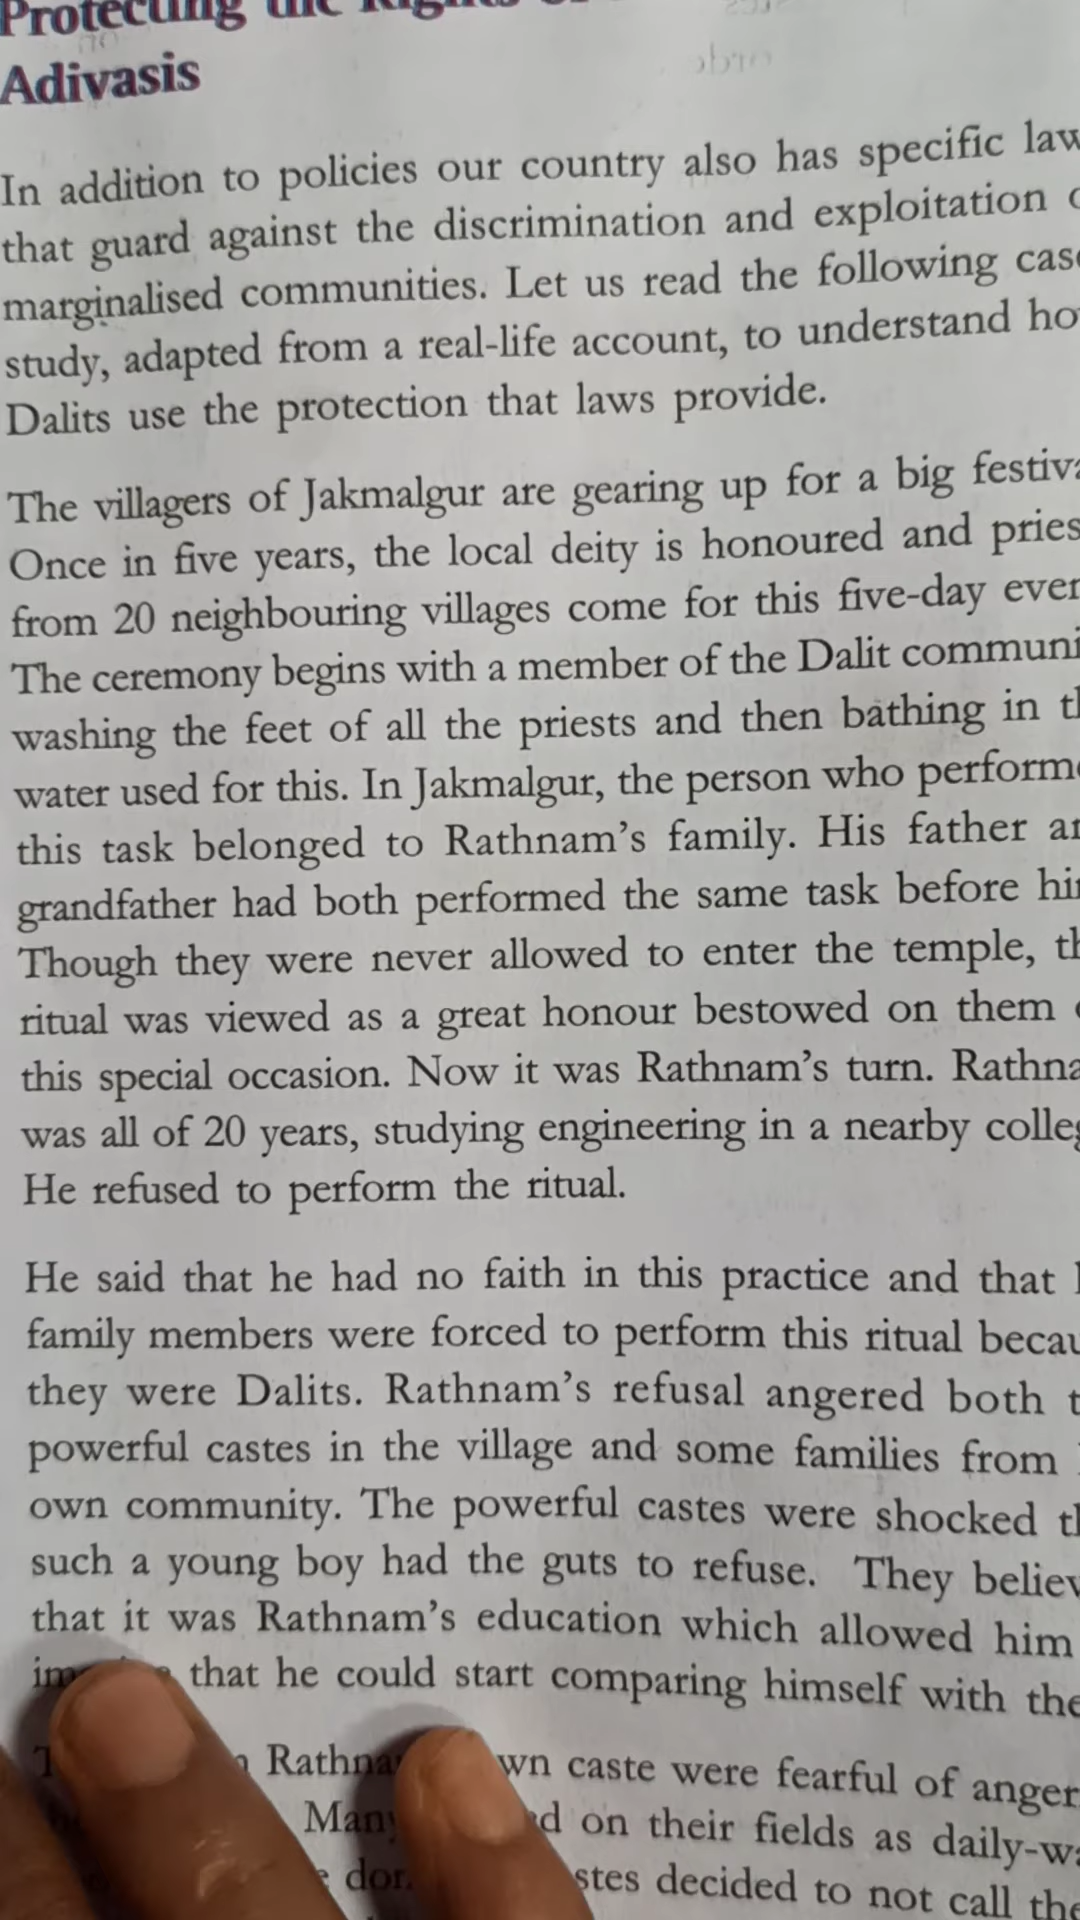 Protecting the Rights of
Adivasis
In addition to policies our country also has specific law
that guard against the discrimination and exploitation
marginalised communities. Let us read the following cas
study, adapted from a real-life account, to understand ho
Dalits use the protection that laws provide.
The villagers of Jakmalgur are gearing up for a big festiv
Once in five years, the local deity is honoured and pries
from 20 neighbouring villages come for this five-day ever
The ceremony begins with a member of the Dalit communi
washing the feet of all the priests and then bathing in t
water used for this. In Jakmalgur, the person who perform
this task belonged to Rathnam's family. His father ar
grandfather had both performed the same task before hi
Though they were never allowed to enter the temple, th
ritual was viewed as a great honour bestowed on them
this special occasion. Now it was Rathnam's turn. Rathna
was all of 20 years, studying engineering in a nearby colleg
He refused to perform the ritual.
He said that he had no faith in this practice and that
family members were forced to perform this ritual becau
they were Dalits. Rathnam's refusal angered both t
powerful castes in the village and some families from
own community. The powerful castes were shocked th
such a young boy had the guts to refuse. They believ
that it was Rathnam's education which allowed him
that he could start comparing himself with the
Rathna wn caste were fearful of anger
Many d on their fields as daily-wa
dor stes decided to not call the